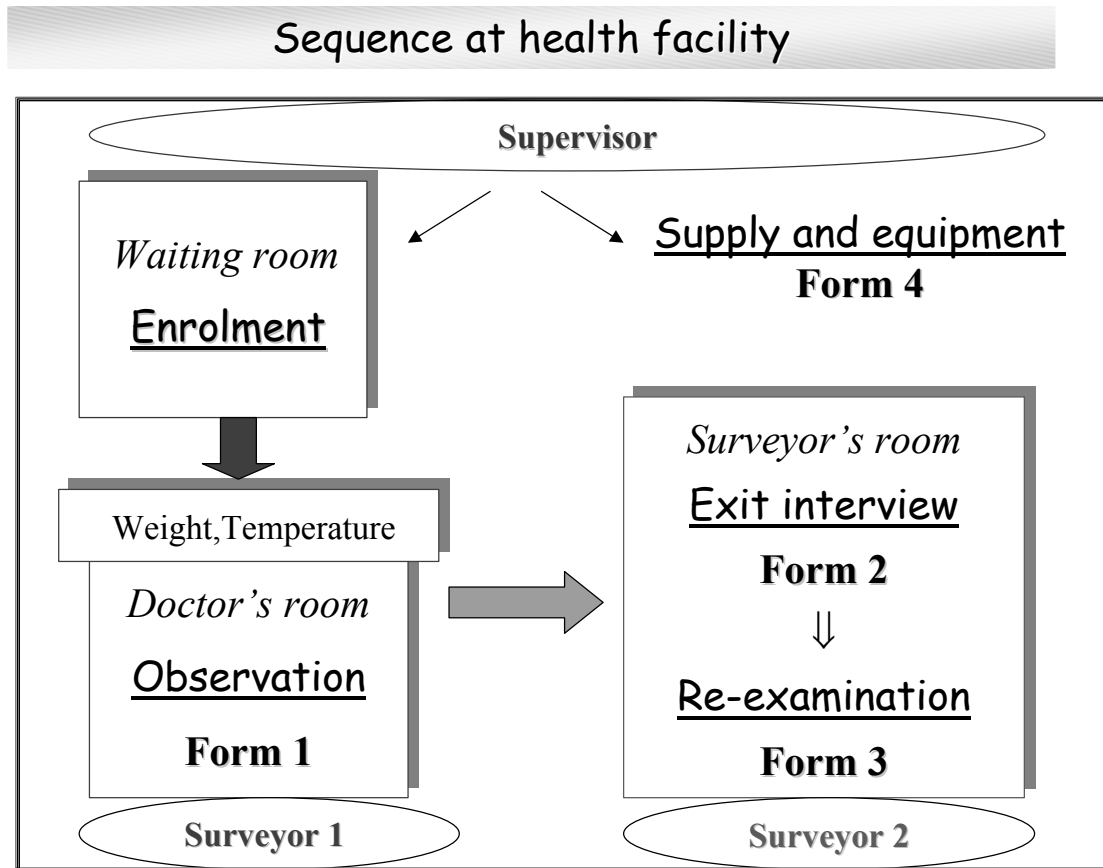 Sequence at health facility
Supervisor
Waiting room
Enrolment
Supply and equipment
Form 4
Weight,Temperature
Doctor’s room
Observation
Form 1
Surveyor 1
Surveyor’s room
Exit interview
Form 2
⇓
Re-examination
Form 3
Surveyor 2